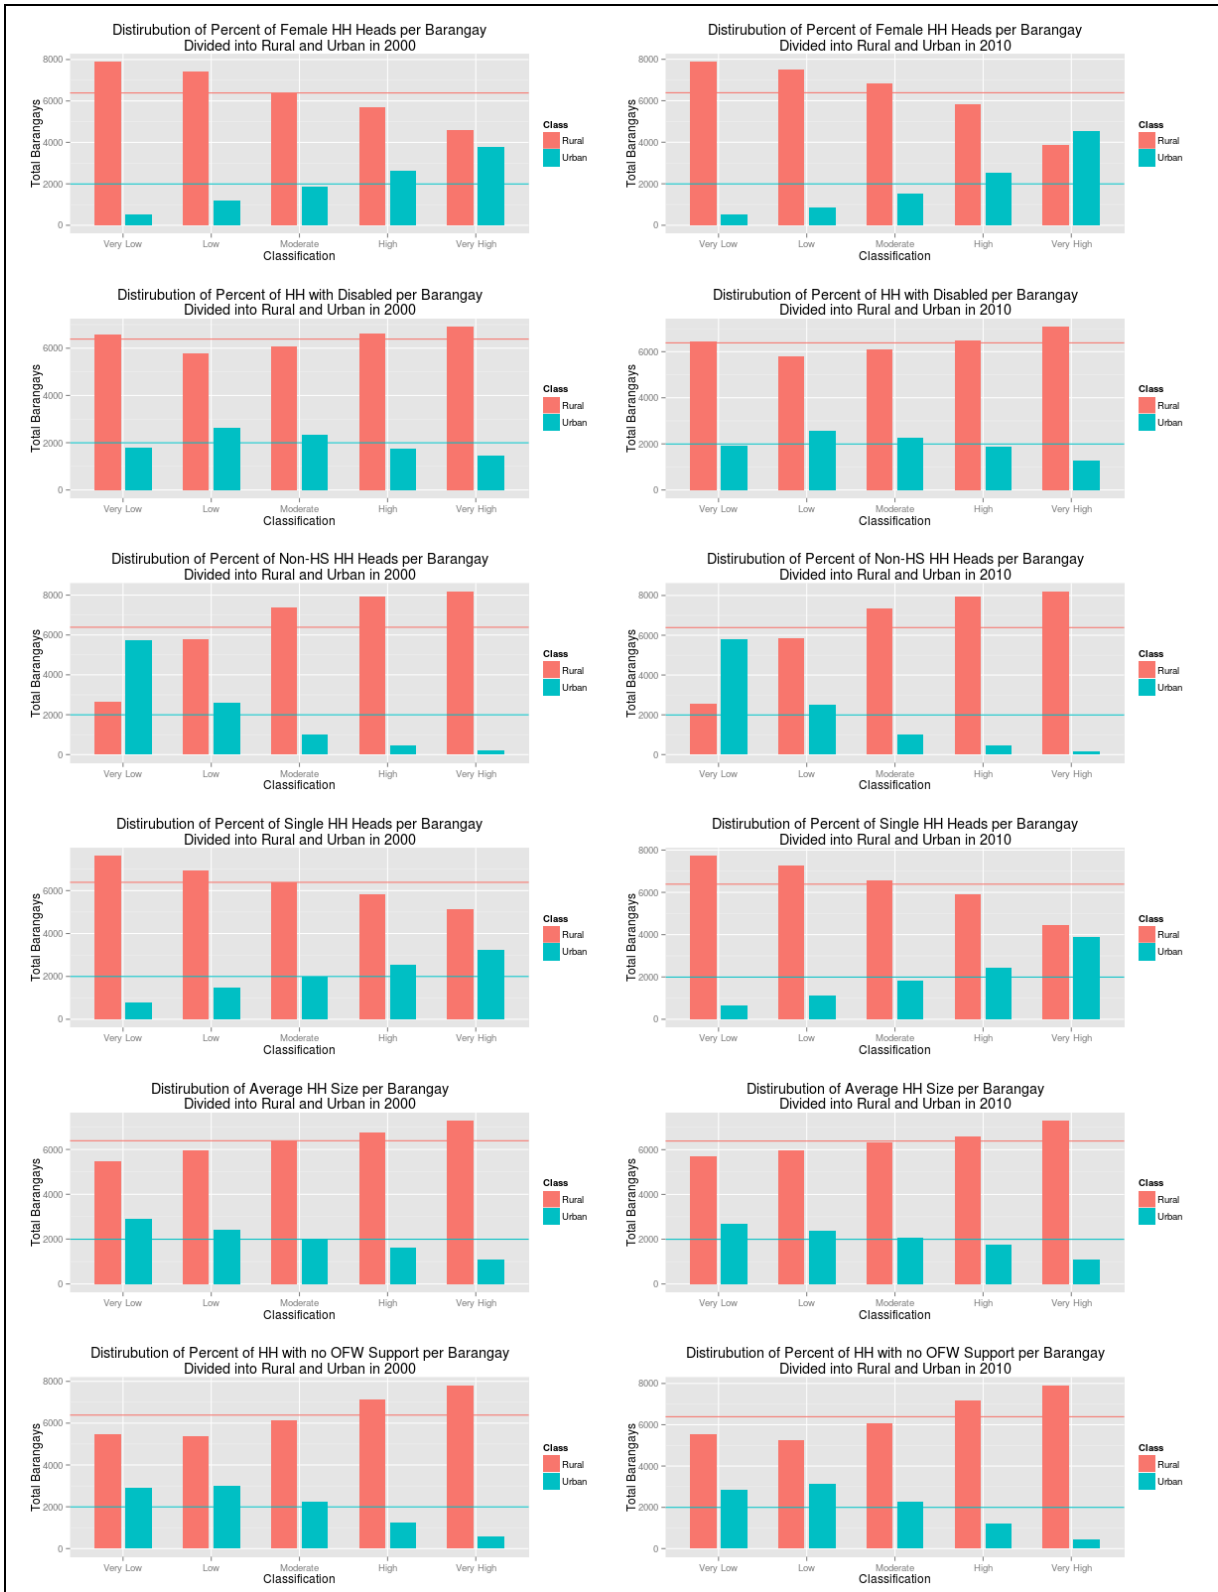 Distirubution of Percent of Female HH Heads per Barangay
Divided into Rural and Urban in 2000
Total Barangays
8000
6000
4000
2000
0
Very Low
Low
Moderate
High
Very High
Classification
Class
Rural
Urban
Distirubution of Percent of Female HH Heads per Barangay
Divided into Rural and Urban in 2010
Total Barangays
8000
6000
4000
2000
0
Very Low
Low
Moderate
High
Very High
Classification
Class
Rural
Urban
Distirubution of Percent of HH with Disabled per Barangay
Divided into Rural and Urban in 2000
Total Barangays
6000
4000
2000
0
Very Low
Low
Moderate
High
Very High
Classification
Class
Rural
Urban
Distirubution of Percent of HH with Disabled per Barangay
Divided into Rural and Urban in 2010
Total Barangays
6000
4000
2000
0
Very Low
Low
Moderate
High
Very High
Classification
Class
Rural
Urban
Distirubution of Percent of Non-HS HH Heads per Barangay
Divided into Rural and Urban in 2000
Total Barangays
8000
6000
4000
2000
0
Very Low
Low
Moderate
High
Very High
Classification
Class
Rural
Urban
Distirubution of Percent of Non-HS HH Heads per Barangay
Divided into Rural and Urban in 2010
Total Barangays
8000
6000
4000
2000
0
Very Low
Low
Moderate
High
Very High
Classification
Class
Rural
Urban
Distirubution of Percent of Single HH Heads per Barangay
Divided into Rural and Urban in 2000
Total Barangays
6000
4000
2000
0
Very Low
Low
Moderate
High
Very High
Classification
Class
Rural
Urban
Distirubution of Percent of Single HH Heads per Barangay
Divided into Rural and Urban in 2010
Total Barangays
8000
6000
4000
2000
0
Very Low
Low
Moderate
High
Very High
Classification
Class
Rural
Urban
Distirubution of Average HH Size per Barangay
Divided into Rural and Urban in 2000
Total Barangays
6000
4000
2000
0
Very Low
Low
Moderate
High
Very High
Classification
Class
Rural
Urban
Distirubution of Average HH Size per Barangay
Divided into Rural and Urban in 2010
Total Barangays
6000
4000
2000
0
Very Low
Low
Moderate
High
Very High
Classification
Class
Rural
Urban
Distirubution of Percent of HH with no OFW Support per Barangay
Divided into Rural and Urban in 2000
Total Barangays
8000
6000
4000
2000
0
Very Low
Low
Moderate
High
Very High
Classification
Class
Rural
Urban
Distirubution of Percent of HH with no OFW Support per Barangay
Divided into Rural and Urban in 2010
Total Barangays
8000
6000
4000
2000
0
Very Low
Low
Moderate
High
Very High
Classification
Class
Rural
Urban